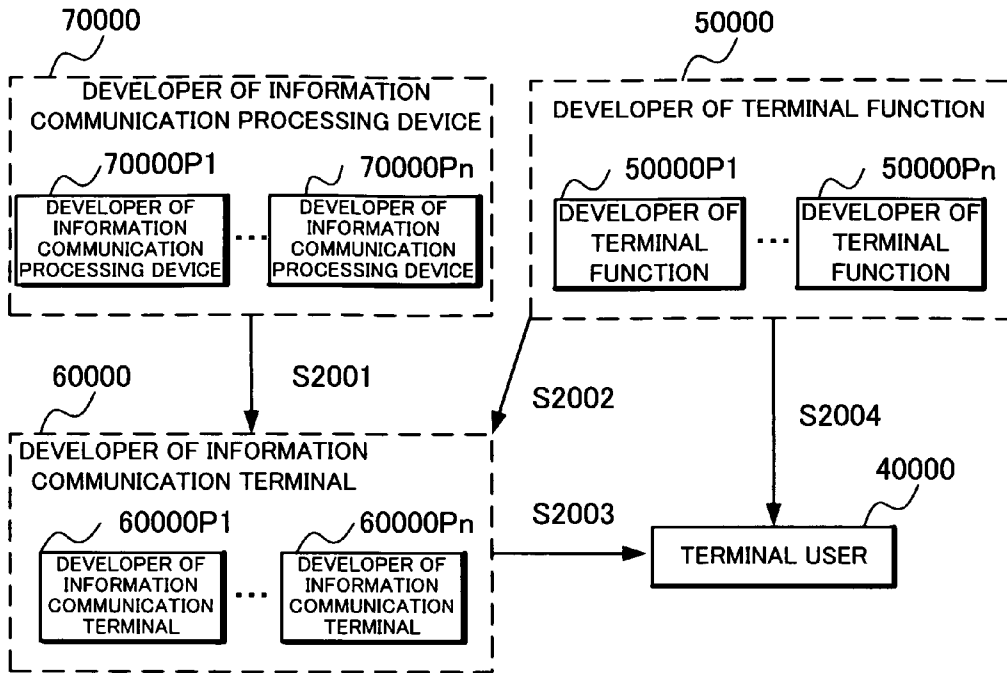 70000
DEVELOPER OF INFORMATION
COMMUNICATION PROCESSING DEVICE
70000P1
DEVELOPER OF
INFORMATION
COMMUNICATION
PROCESSING DEVICE
...
70000Pn
DEVELOPER OF
INFORMATION
COMMUNICATION
PROCESSING DEVICE
50000
DEVELOPER OF TERMINAL FUNCTION
50000P1
DEVELOPER OF
TERMINAL
FUNCTION
...
50000Pn
DEVELOPER OF
TERMINAL
FUNCTION
S2001
S2002
S2004
60000
DEVELOPER OF INFORMATION
COMMUNICATION TERMINAL
60000P1
DEVELOPER OF
INFORMATION
COMMUNICATION
TERMINAL
...
60000Pn
DEVELOPER OF
INFORMATION
COMMUNICATION
TERMINAL
S2003
40000
TERMINAL USER